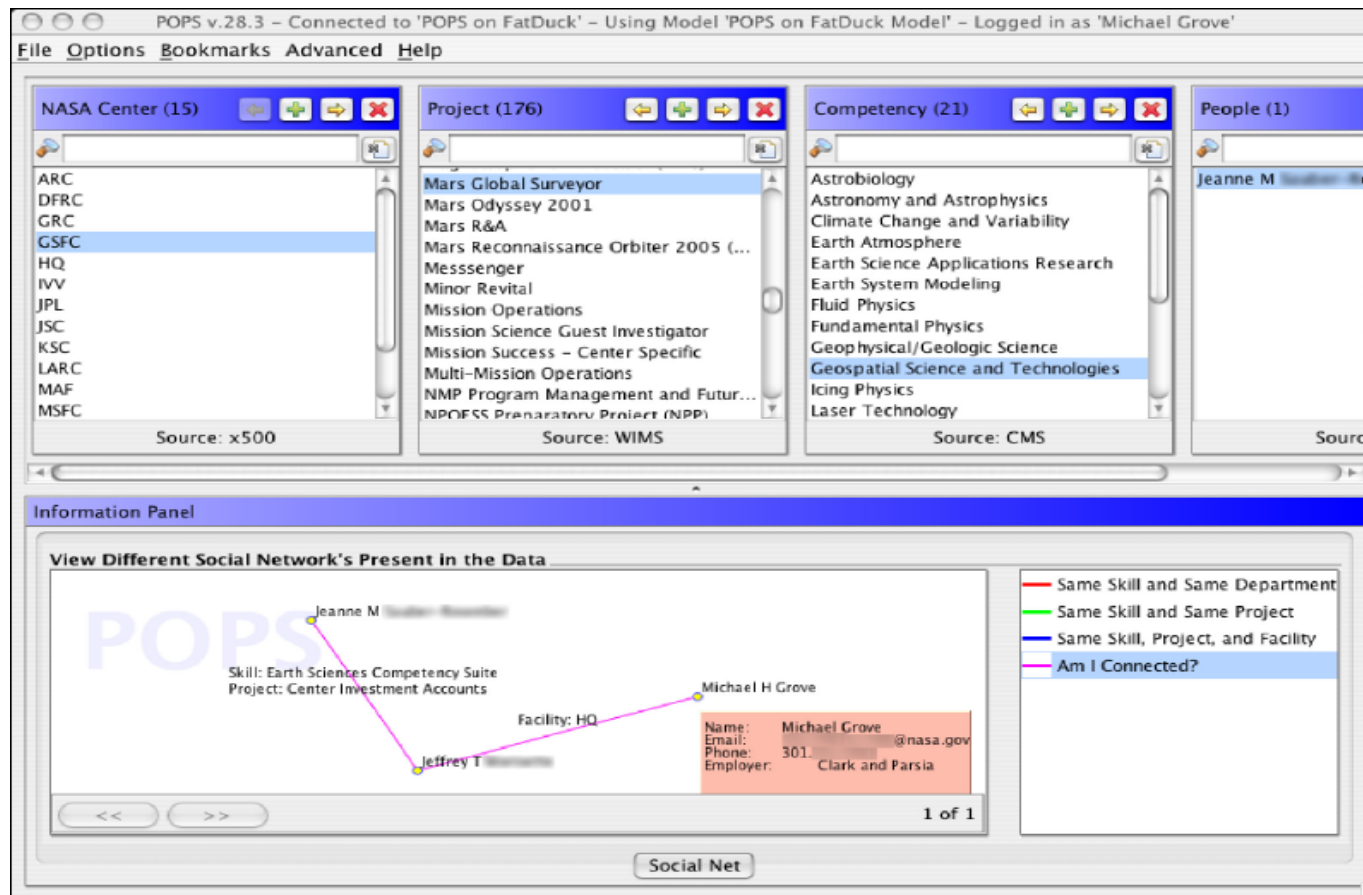 POPS v.28.3 – Connected to 'POPS on FatDuck' – Using Model 'POPS on FatDuck Model' – Logged in as 'Michael Grove'
File Options Bookmarks Advanced Help
NASA Center (15)
ARC
DFRC
GRC
GSFC
HQ
IVV
JPL
JSC
KSC
LARC
MAF
MSFC
Source: x500
Project (176)
Mars Global Surveyor
Mars Odyssey 2001
Mars R&A
Mars Reconnaissance Orbiter 2005 (...
Messsenger
Minor Revital
Mission Operations
Mission Science Guest Investigator
Mission Success – Center Specific
Multi-Mission Operations
NMP Program Management and Futur...
NPOESS Preparatory Project (NPP)
Source: WIMS
Competency (21)
Astrobiology
Astronomy and Astrophysics
Climate Change and Variability
Earth Atmosphere
Earth Science Applications Research
Earth System Modeling
Fluid Physics
Fundamental Physics
Geophysical/Geologic Science
Geospatial Science and Technologies
Icing Physics
Laser Technology
Source: CMS
People (1)
Jeanne M
Sourc
Information Panel
View Different Social Network's Present in the Data
POPS
Jeanne M
Skill: Earth Sciences Competency Suite
Project: Center Investment Accounts
Michael H Grove
Facility: HQ
Jeffrey T
Name: Michael Grove
Email: @nasa.gov
Phone: 301.
Employer: Clark and Parsia
<< >> 1 of 1
Same Skill and Same Department
Same Skill and Same Project
Same Skill, Project, and Facility
Am I Connected?
Social Net